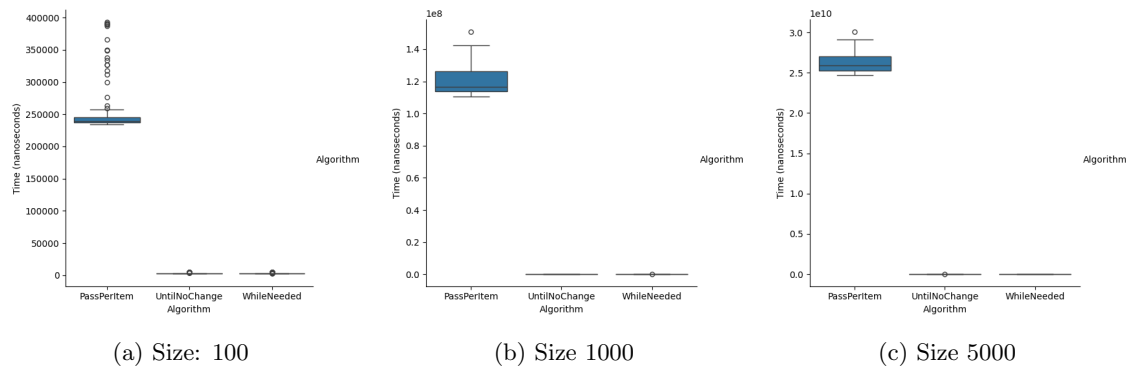 400000
350000
300000
250000
200000
150000
100000
50000
0
Time (nanoseconds)
PassPerItem UntilNoChange WhileNeeded
Algorithm
Algorithm
(a) Size: 100
1e8
1.4
1.2
1.0
0.8
0.6
0.4
0.2
0.0
Time (nanoseconds)
PassPerItem UntilNoChange WhileNeeded
Algorithm
Algorithm
(b) Size 1000
1e10
3.0
2.5
2.0
1.5
1.0
0.5
0.0
Time (nanoseconds)
PassPerItem UntilNoChange WhileNeeded
Algorithm
Algorithm
(c) Size 5000